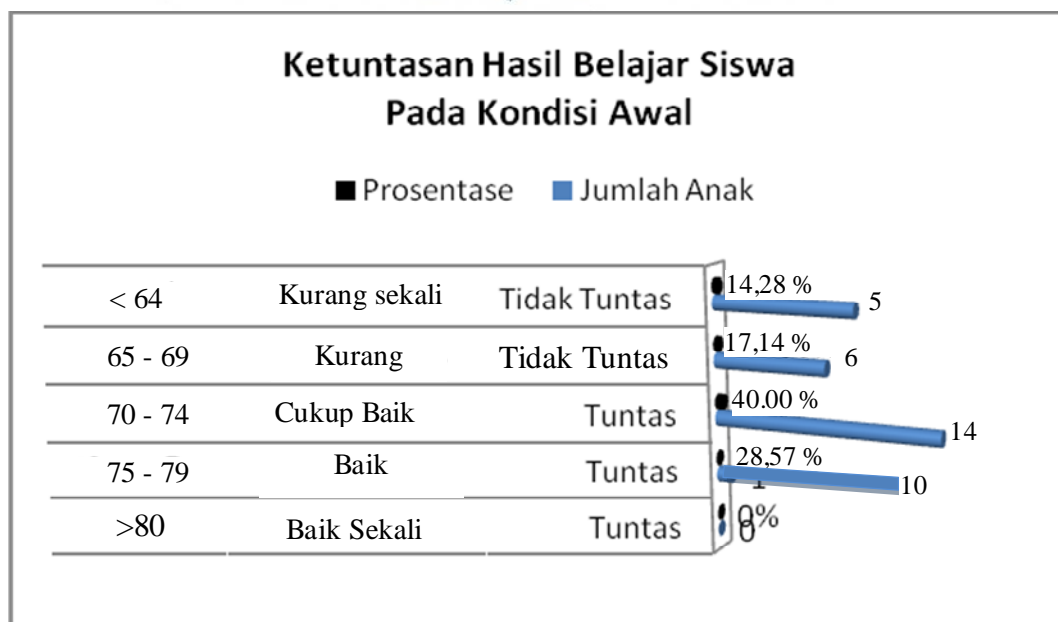 Ketuntasan Hasil Belajar Siswa
Pada Kondisi Awal
Prosentase Jumlah Anak
< 64 Kurang sekali Tidak Tuntas 14,28 % 5
65 - 69 Kurang Tidak Tuntas 17,14 % 6
70 - 74 Cukup Baik Tuntas 40.00 % 14
75 - 79 Baik Tuntas 28,57 % 10
>80 Baik Sekali Tuntas 0% 0